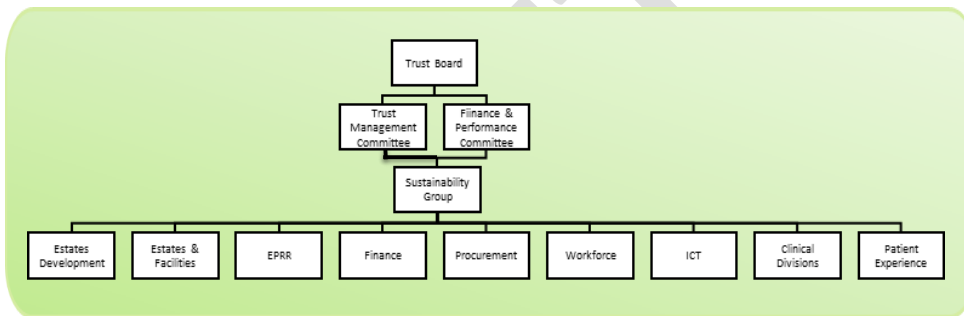 Trust Board
Trust
Management
Committee
Fiinance &
Performance
Committee
Sustainability
Group
Estates
Development
Estates &
Facilities
EPRR
Finance
Procurement
Workforce
ICT
Clinical
Divisions
Patient
Experience